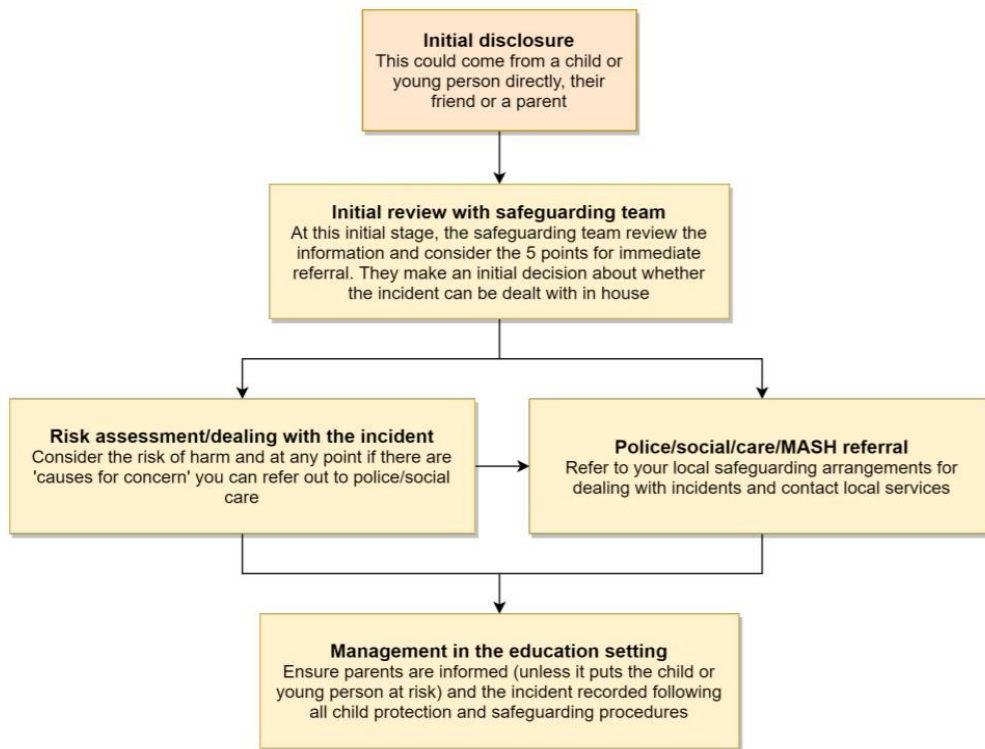 Initial disclosure
This could come from a child or
young person directly, their
friend or a parent
Initial review with safeguarding team
At this initial stage, the safeguarding team review the
information and consider the 5 points for immediate
referral. They make an initial decision about whether
the incident can be dealt with in house
Risk assessment/dealing with the incident
Consider the risk of harm and at any point if there are
'causes for concern' you can refer out to police/social
care
Police/social/care/MASH referral
Refer to your local safeguarding arrangements for
dealing with incidents and contact local services
Management in the education setting
Ensure parents are informed (unless it puts the child or
young person at risk) and the incident recorded following
all child protection and safeguarding procedures